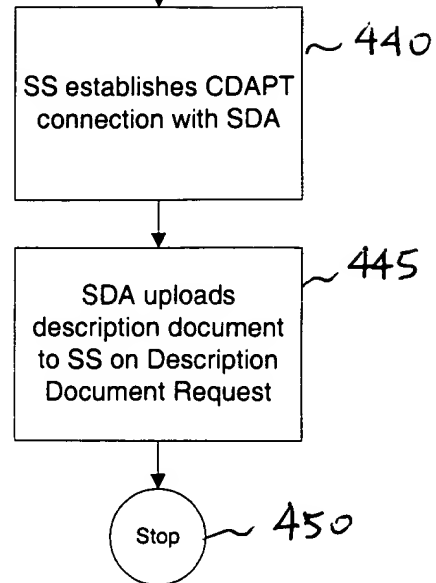 SS establishes CDAPT
connection with SDA
440
SDA uploads
description document
to SS on Description
Document Request
445
Stop
450